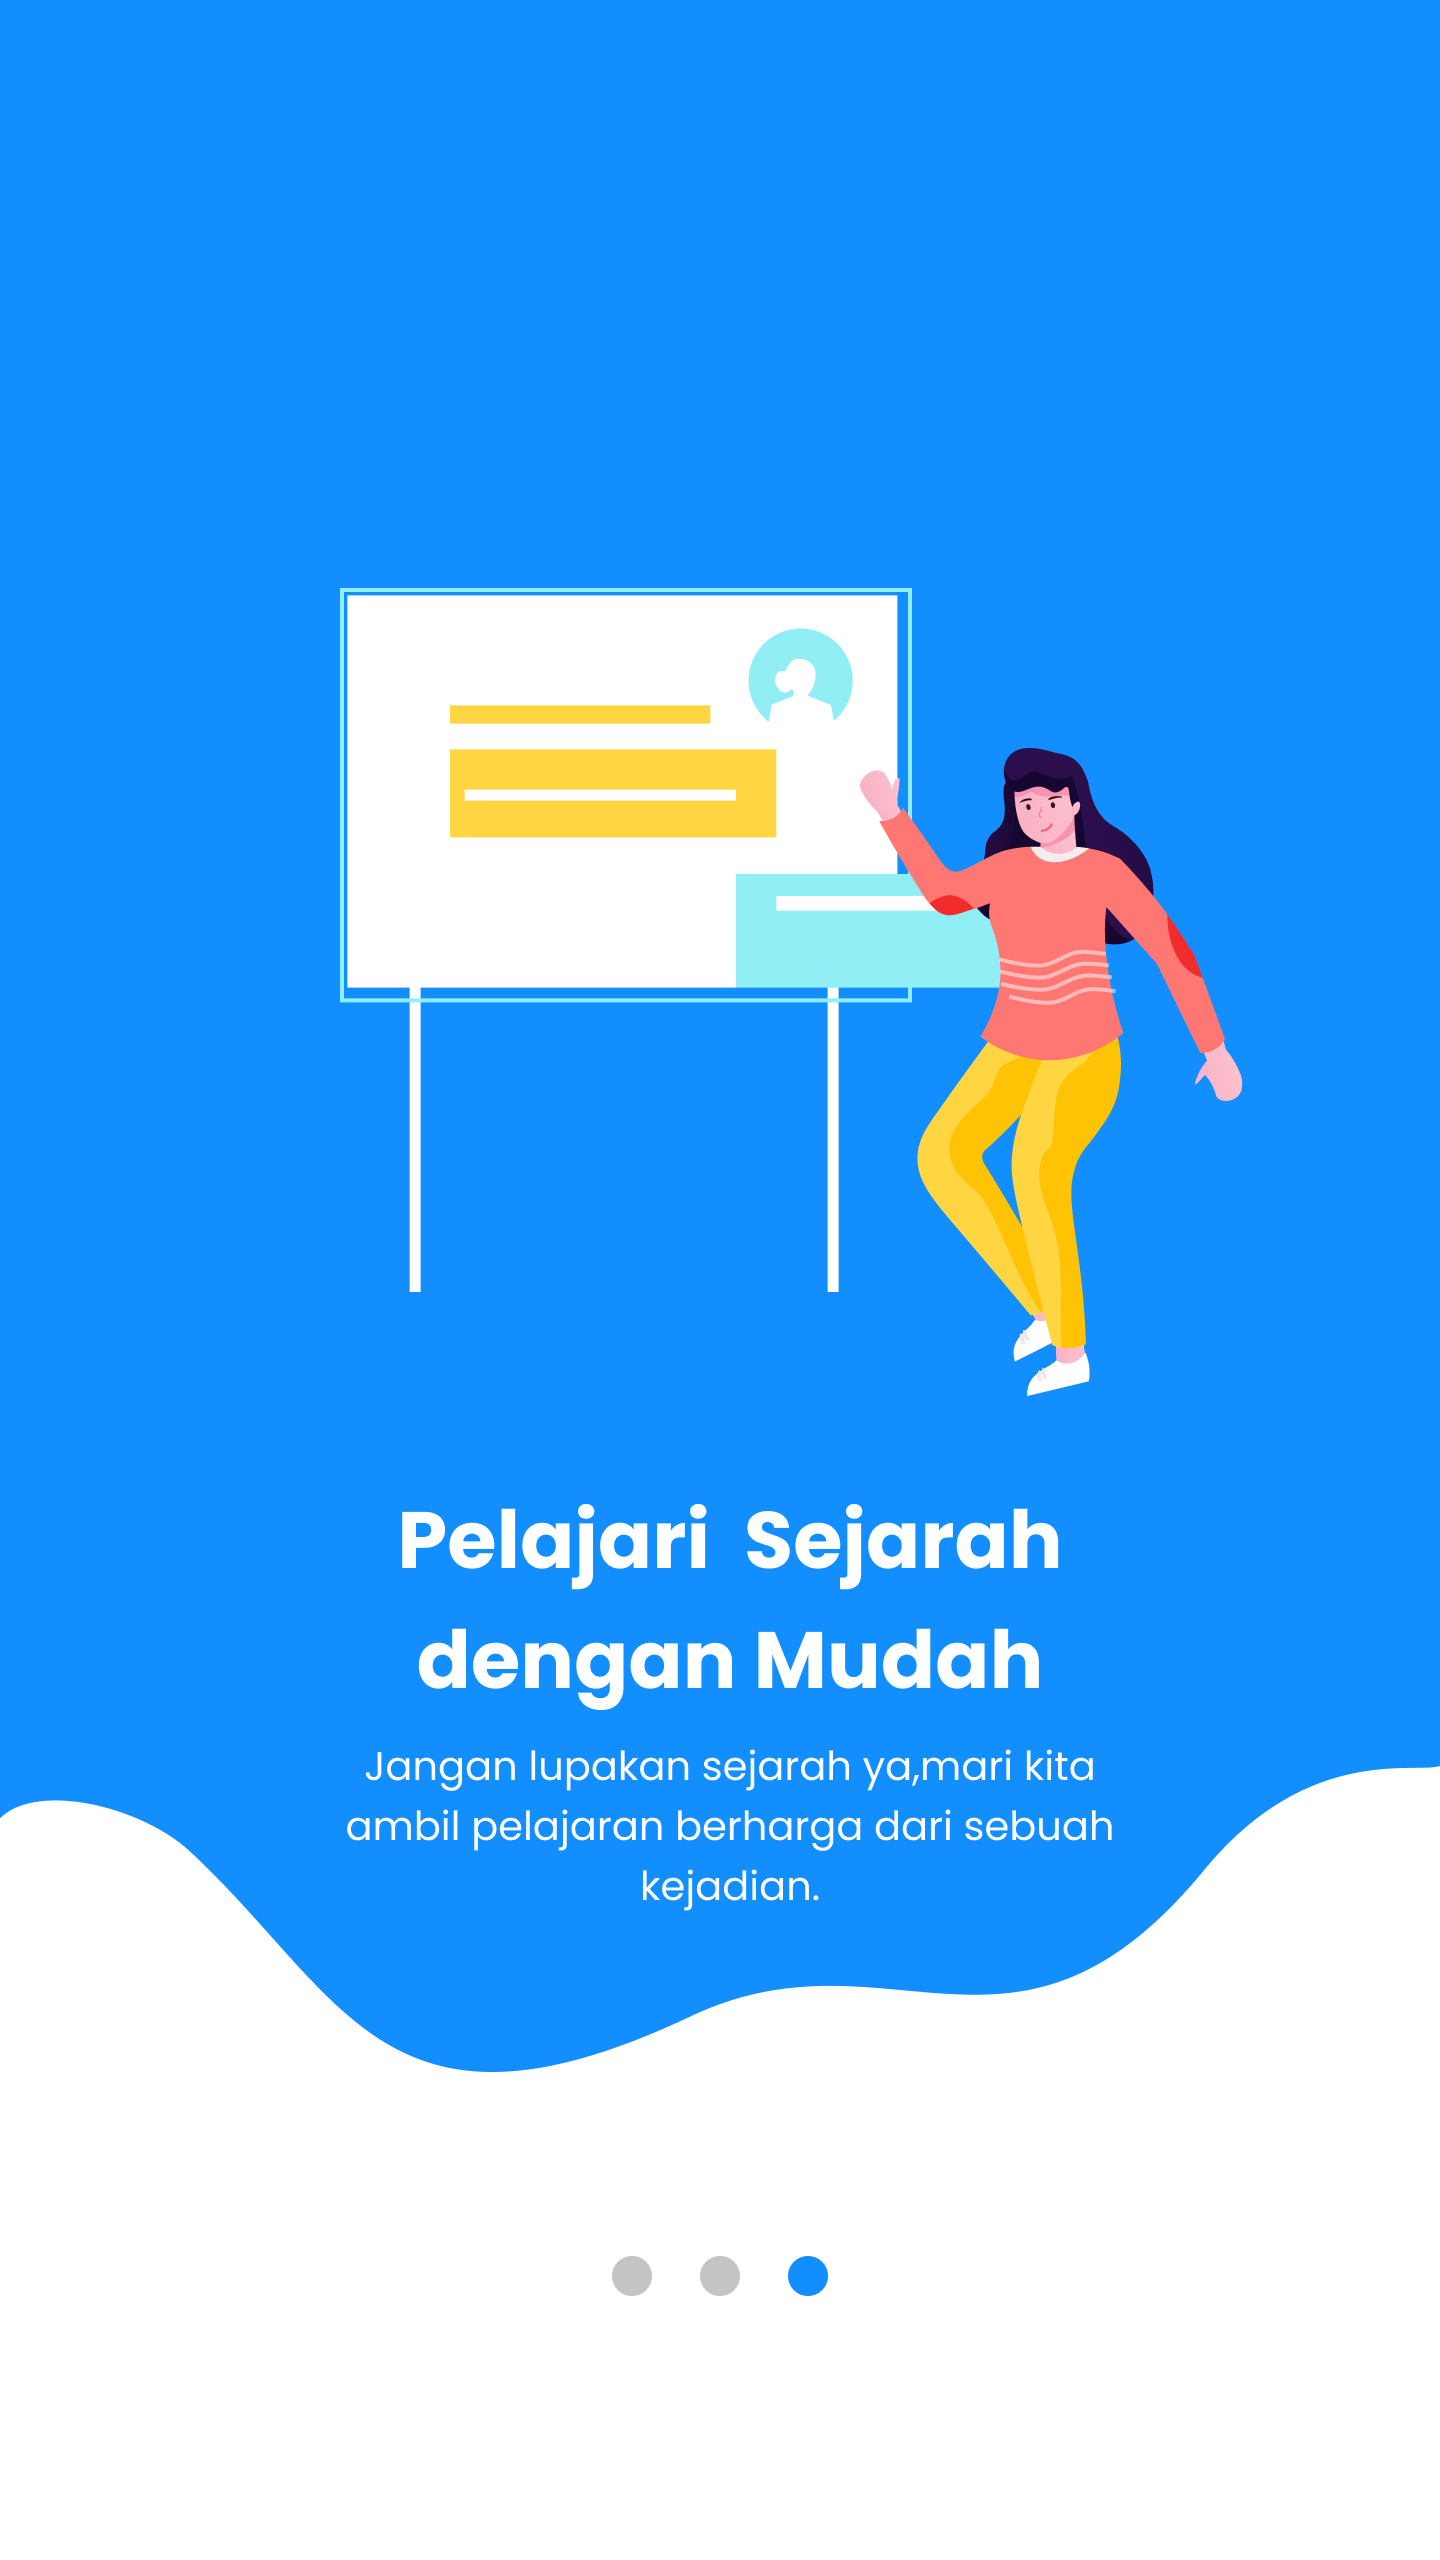 Pelajari  Sejarah
dengan Mudah
Jangan lupakan sejarah ya,mari kita
ambil pelajaran berharga dari sebuah
kejadian.